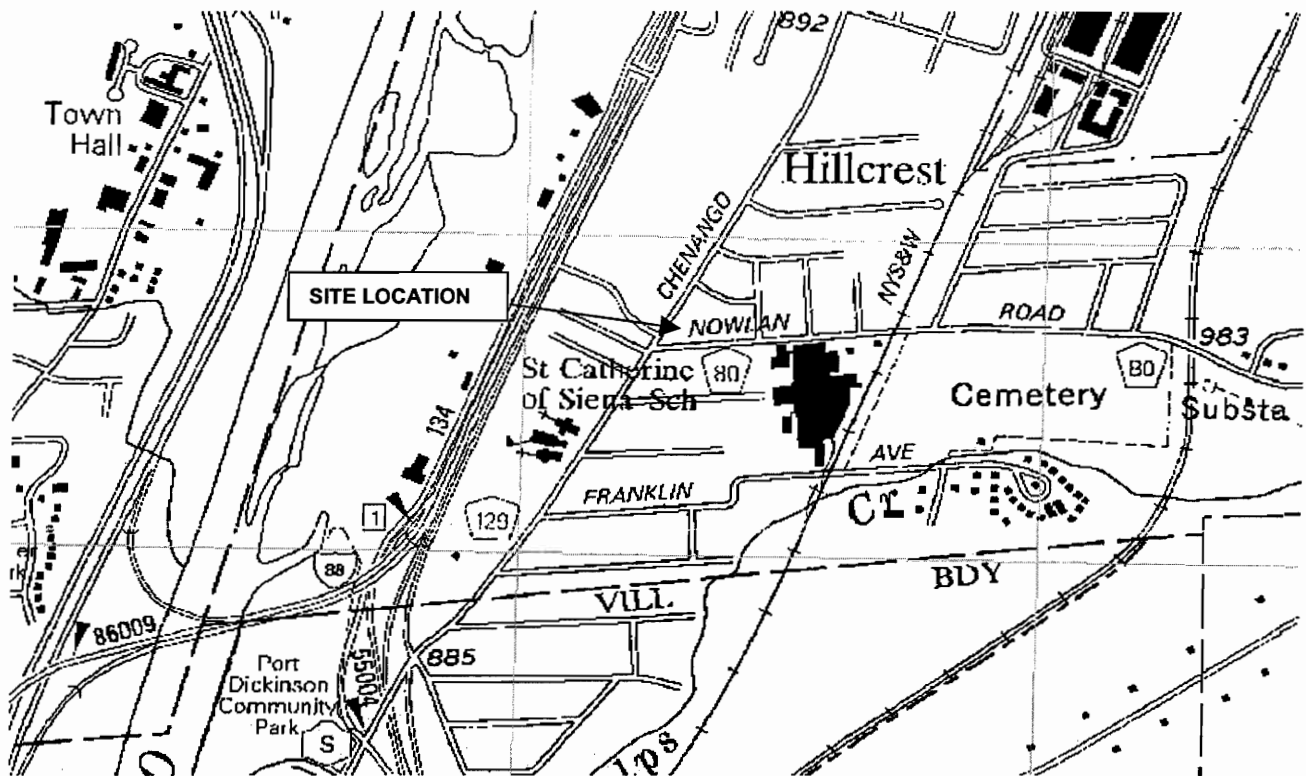 892
Town
Hall
Hillcrest
CHENANGO
NYS&W
SITE LOCATION
NOWLAN
ROAD
983
St Catherine
of Siena Sch
80
80
Cemetery
Substa
134
AVE
FRANKLIN
Cr
1
129
88
BDY
VILL
86009
885
Port
Dickinson
Community
Park
55004
S
lps